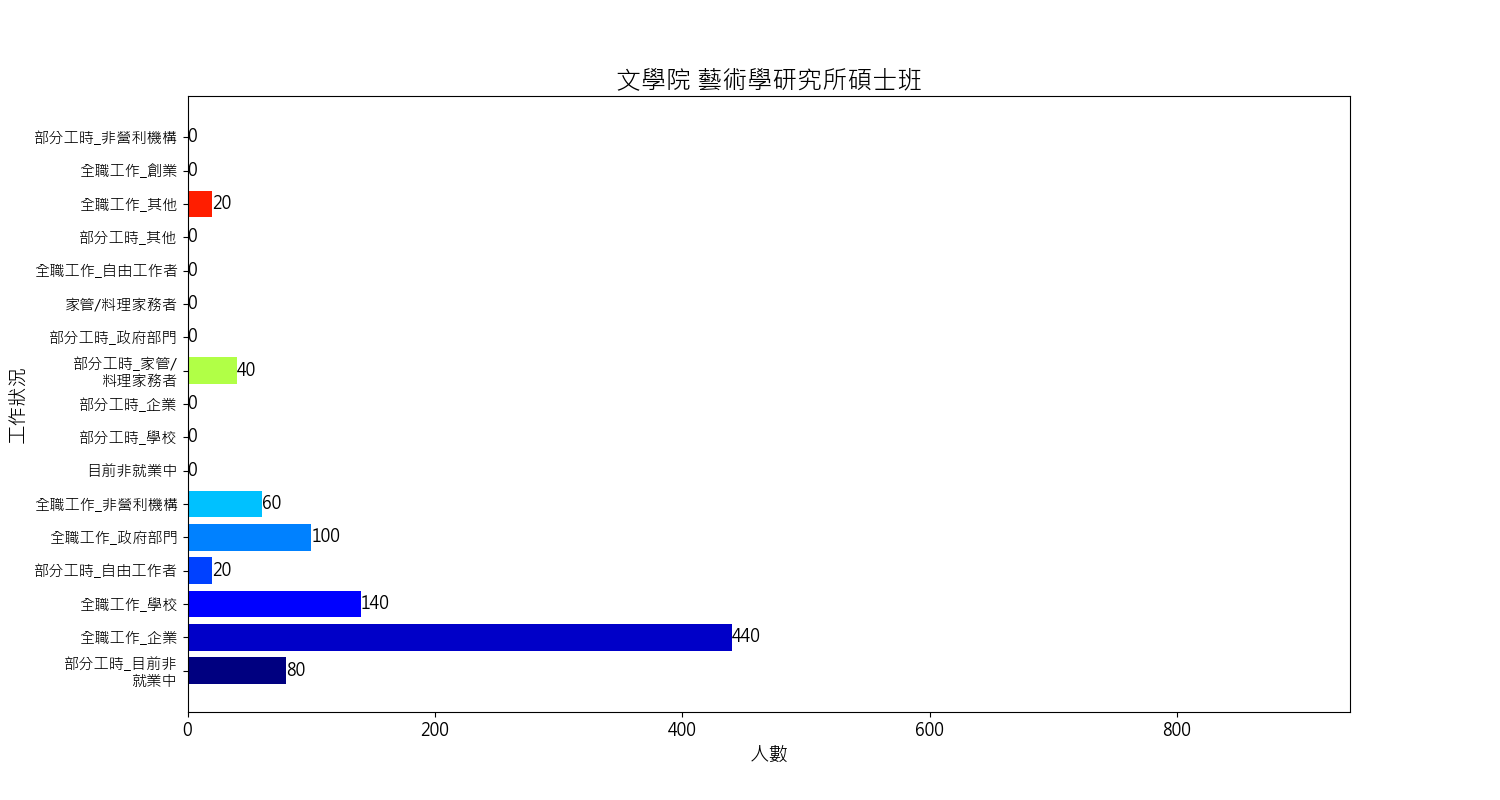 文學院 藝術學研究所碩士班
部分工時_非營利機構
0
全職工作_創業
0
全職工作_其他
20
部分工時_其他
0
全職工作_自由工作者
0
家管/料理家務者
0
部分工時_政府部門
0
部分工時_家管/
料理家務者
40
部分工時_企業
0
部分工時_學校
0
目前非就業中
0
全職工作_非營利機構
60
全職工作_政府部門
100
部分工時_自由工作者
20
全職工作_學校
140
全職工作_企業
440
部分工時_目前非
就業中
80
工作狀況
0 200 400 600 800
人數